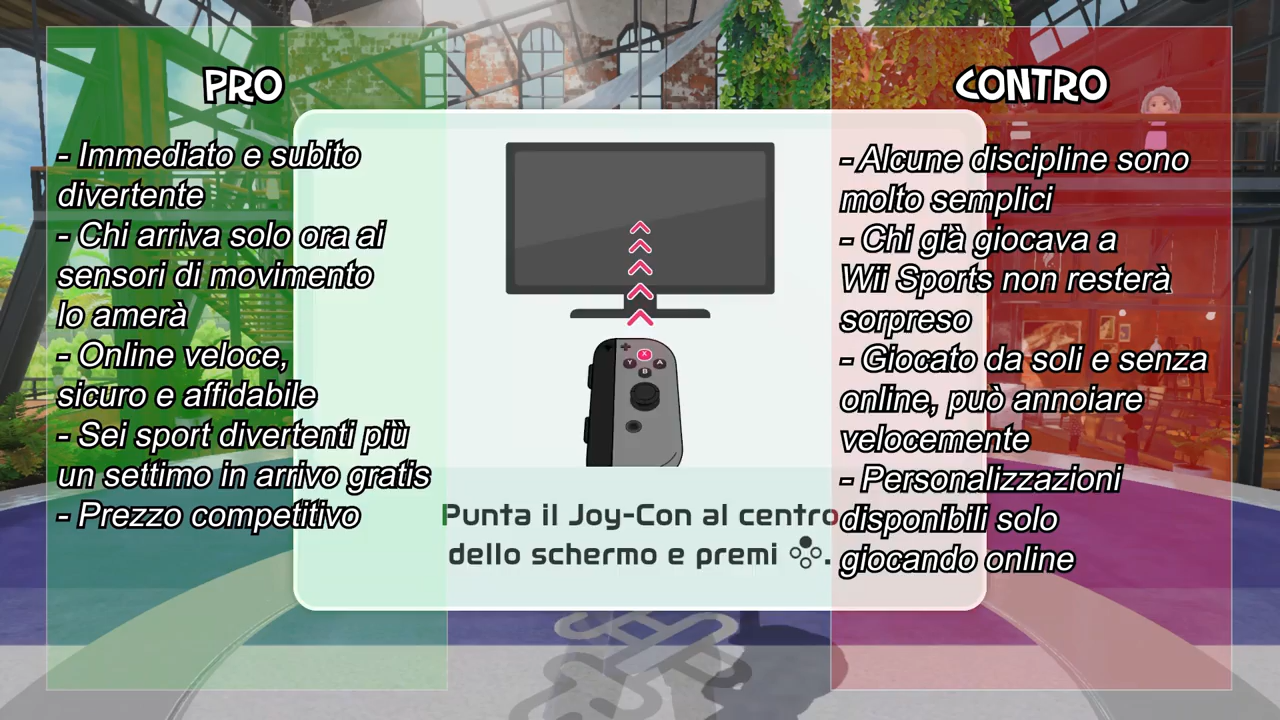 PRO
- Immediato e subito
divertente
- Chi arriva solo ora ai
sensori di movimento
lo amerà
- Online veloce,
sicuro e affidabile
- Sei sport divertenti più
un settimo in arrivo gratis
- Prezzo competitivo
X
Y
A
B
Punta il Joy-Con al centro
dello schermo e premi .
CONTRO
- Alcune discipline sono
molto semplici
- Chi già giocava a
Wii Sports non resterà
sorpreso
- Giocato da soli e senza
online, può annoiare
velocemente
- Personalizzazioni
disponibili solo
giocando online